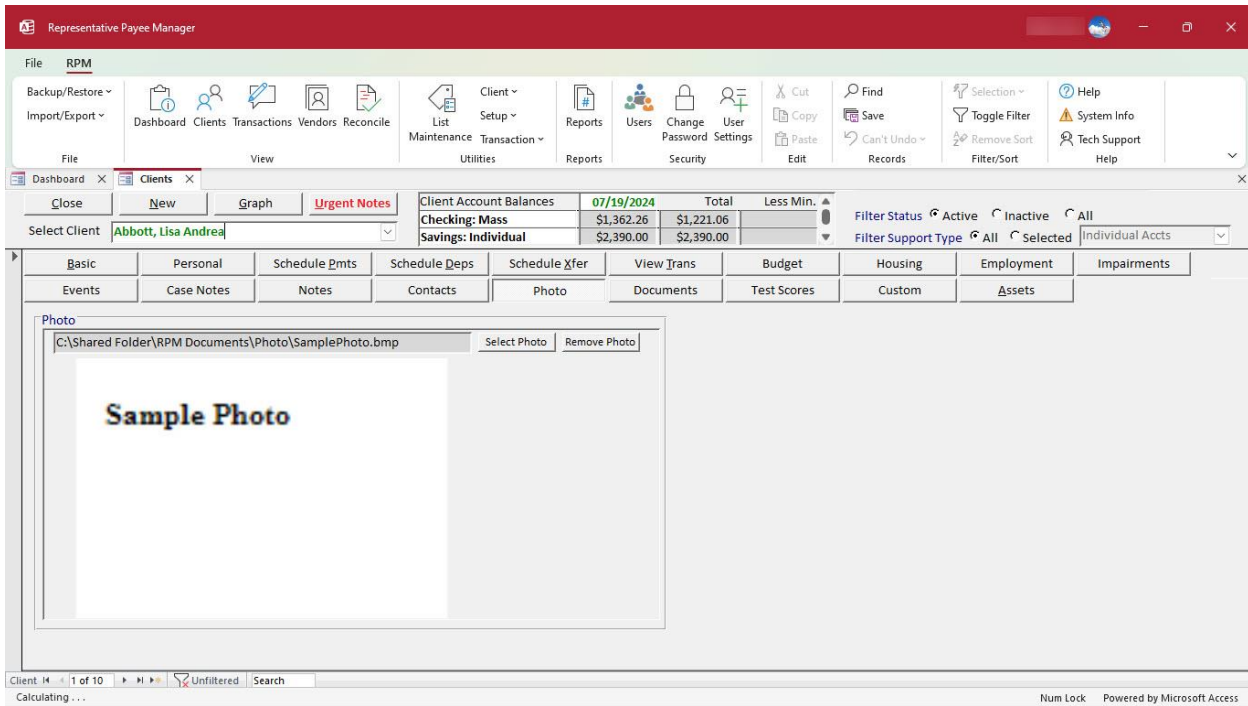 Representative Payee Manager
File RPM
Backup/Restore
Import/Export
Dashboard Clients Transactions Vendors Reconcile
List Maintenance
Client
Setup
Transaction
Reports
Users Change Password User Settings
Cut
Copy
Paste
Find
Save
Can't Undo
Selection
Toggle Filter
Remove Sort
Help
System Info
Tech Support
File View Utilities Reports Security Edit Records Filter/Sort Help
Dashboard Clients
Close New Graph Urgent Notes
Select Client Abbott, Lisa Andrea
Client Account Balances 07/19/2024 Total Less Min.
Checking: Mass $1,362.26 $1,221.06
Savings: Individual $2,390.00 $2,390.00
Filter Status Active Inactive All
Filter Support Type All Selected Individual Accts
Basic Personal Schedule Pmts Schedule Deps Schedule Xfer View Trans Budget Housing Employment Impairments
Events Case Notes Notes Contacts Photo Documents Test Scores Custom Assets
Photo
C:\Shared Folder\RPM Documents\Photo\SamplePhoto.bmp Select Photo Remove Photo
Sample Photo
Client 1 of 10 Unfiltered Search
Calculating . . . Num Lock Powered by Microsoft Access